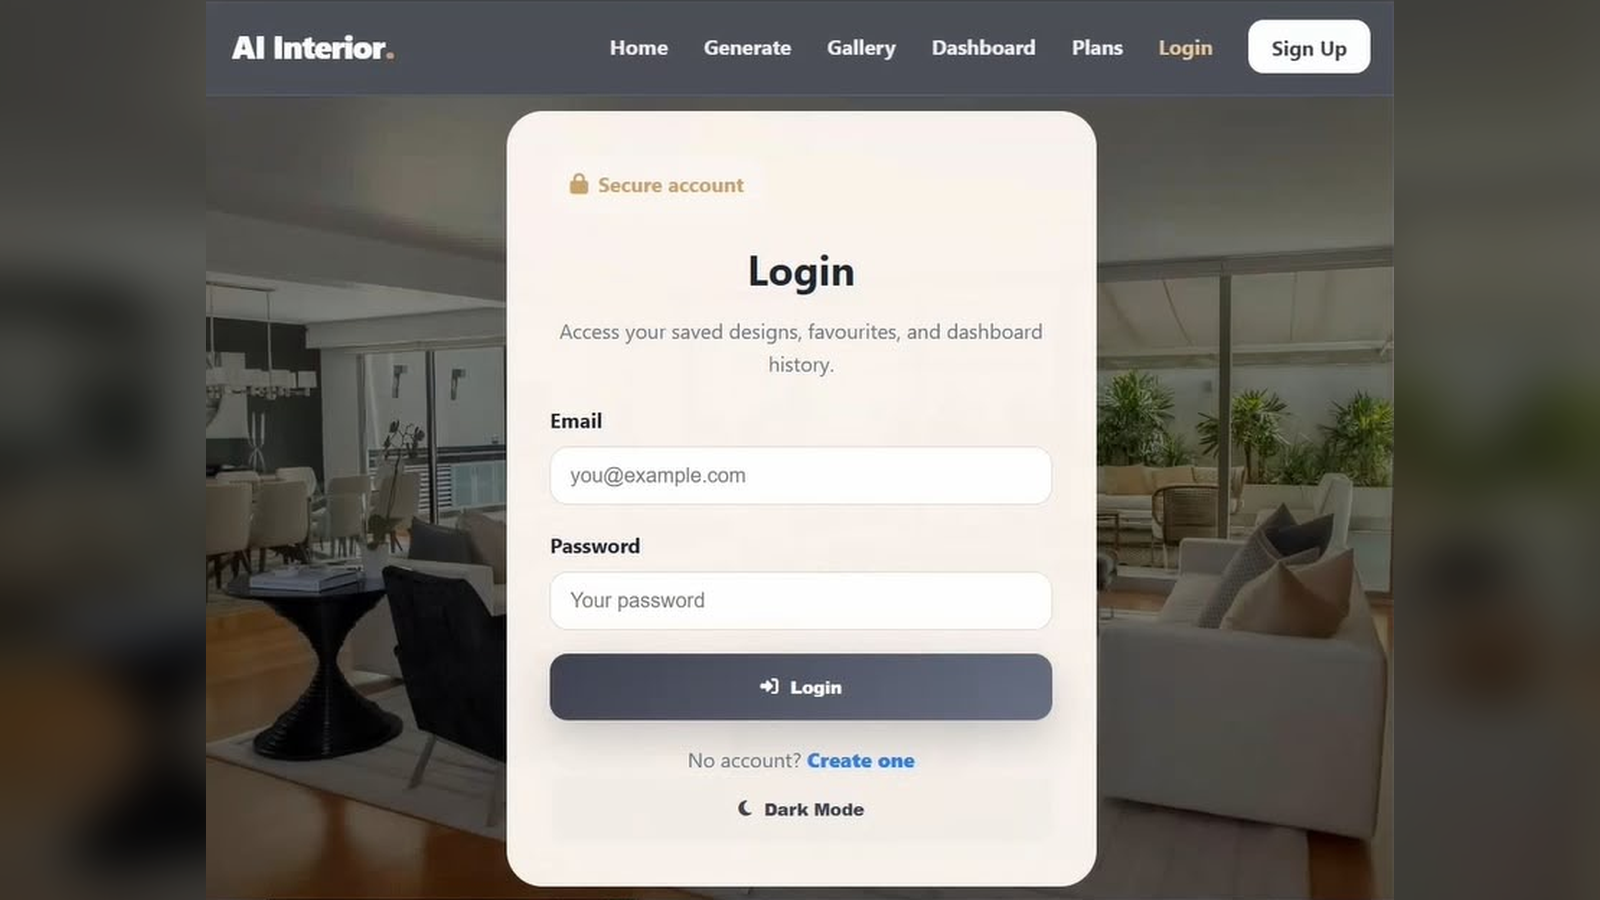 AI Interior.
Home Generate Gallery Dashboard Plans Login Sign Up
Secure account
Login
Access your saved designs, favourites, and dashboard
history.
Email
you@example.com
Password
Your password
Login
No account? Create one
Dark Mode